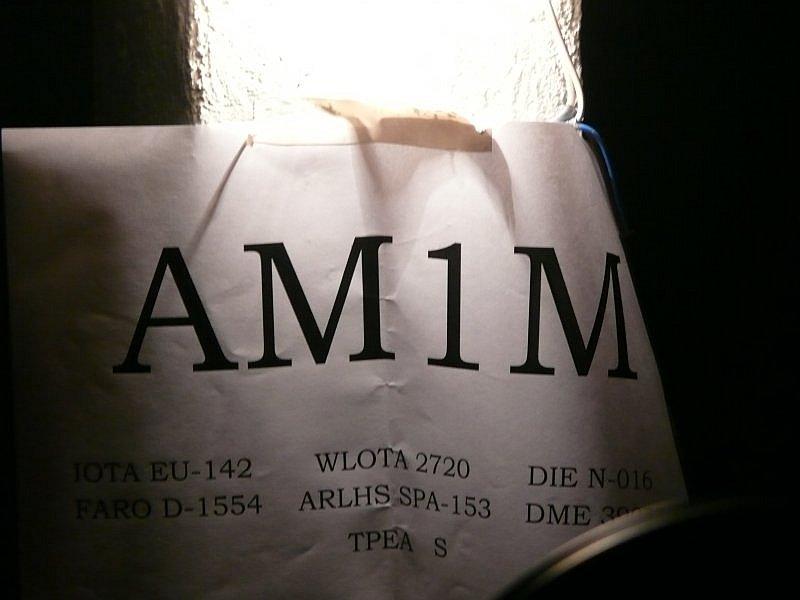 AM1M
IOTA EU-142 WLOTA 2720 DIE N-016
FARO D-1554 ARLHS SPA-153 DME
TPEA S